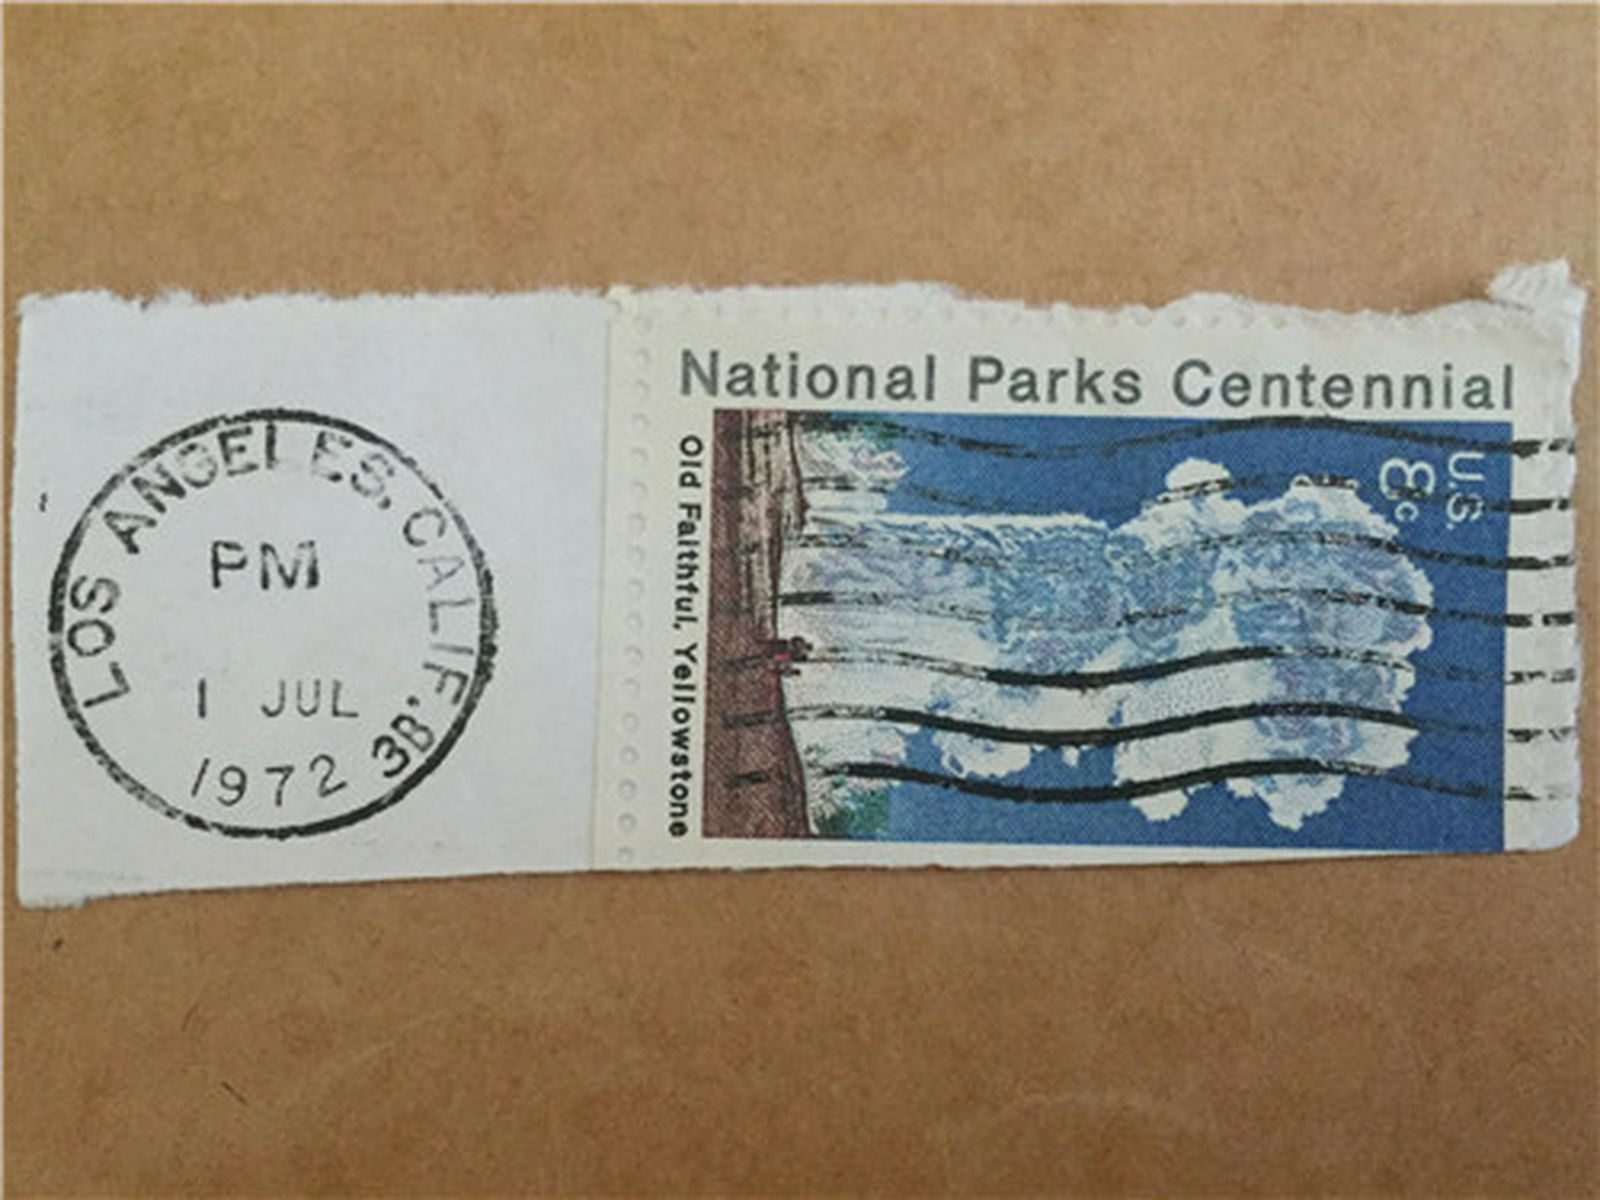 LOS ANGELES, CALIF. 3B,
PM
1 JUL
1972
National Parks Centennial
Old Faithful, Yellowstone
U.S.
8c